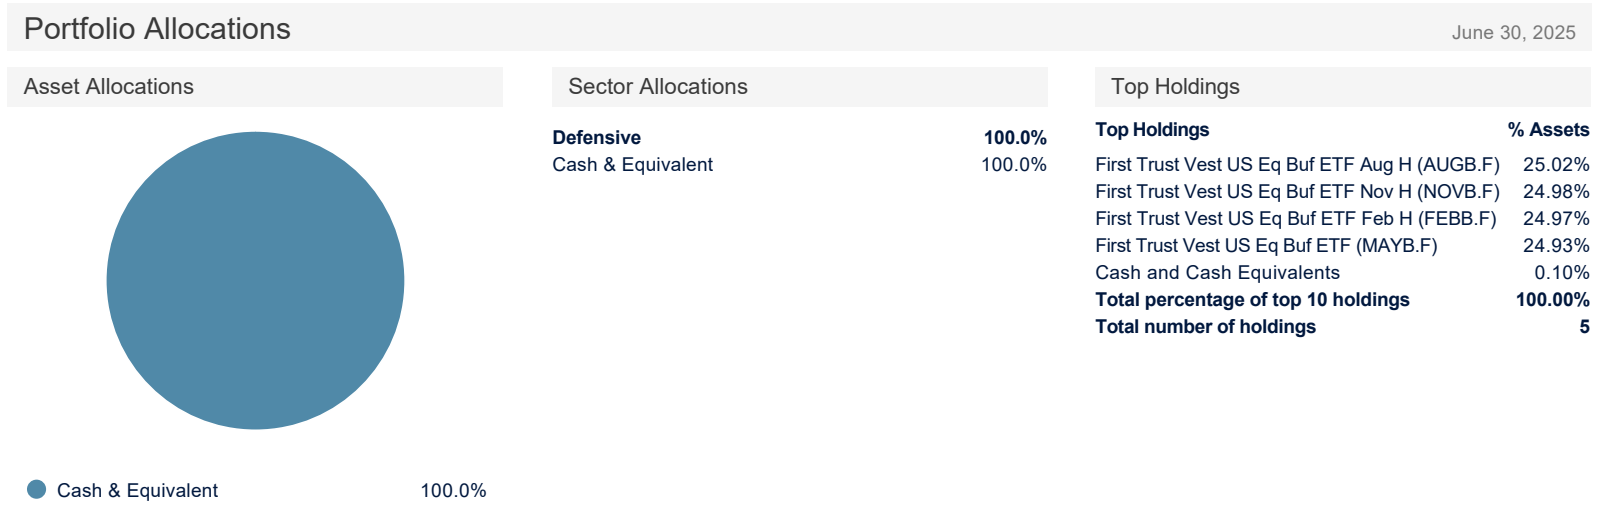 Portfolio Allocations
June 30, 2025
Asset Allocations
Cash & Equivalent 100.0%
Sector Allocations
Defensive 100.0%
Cash & Equivalent 100.0%
Top Holdings
Top Holdings % Assets
First Trust Vest US Eq Buf ETF Aug H (AUGB.F) 25.02%
First Trust Vest US Eq Buf ETF Nov H (NOVB.F) 24.98%
First Trust Vest US Eq Buf ETF Feb H (FEBB.F) 24.97%
First Trust Vest US Eq Buf ETF (MAYB.F) 24.93%
Cash and Cash Equivalents 0.10%
Total percentage of top 10 holdings 100.00%
Total number of holdings 5